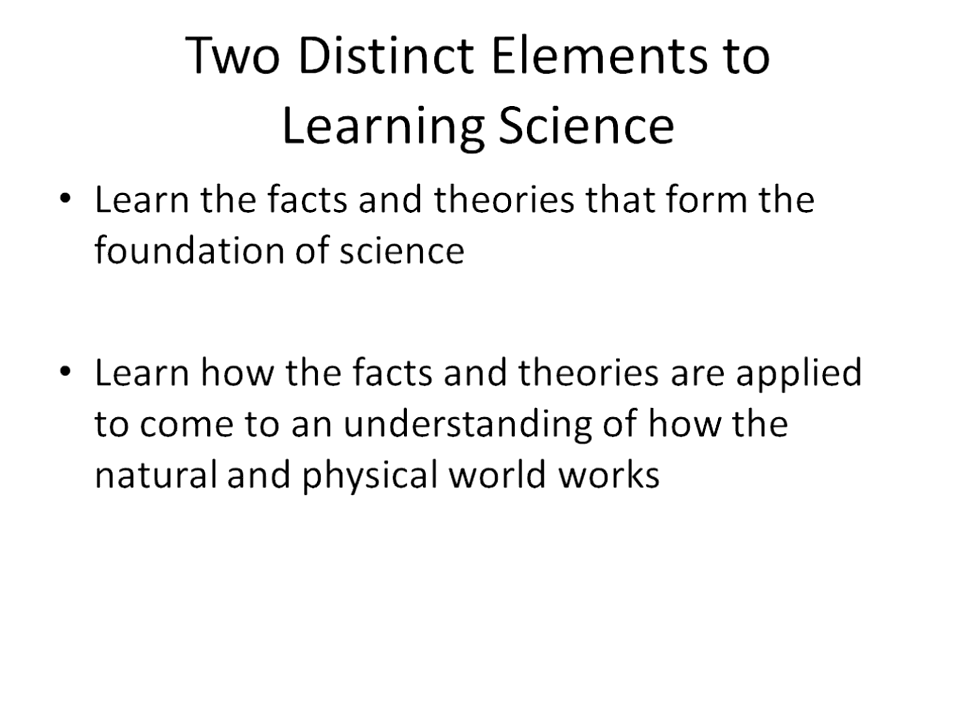 Two Distinct Elements to
Learning Science
• Learn the facts and theories that form the
foundation of science
• Learn how the facts and theories are applied
to come to an understanding of how the
natural and physical world works